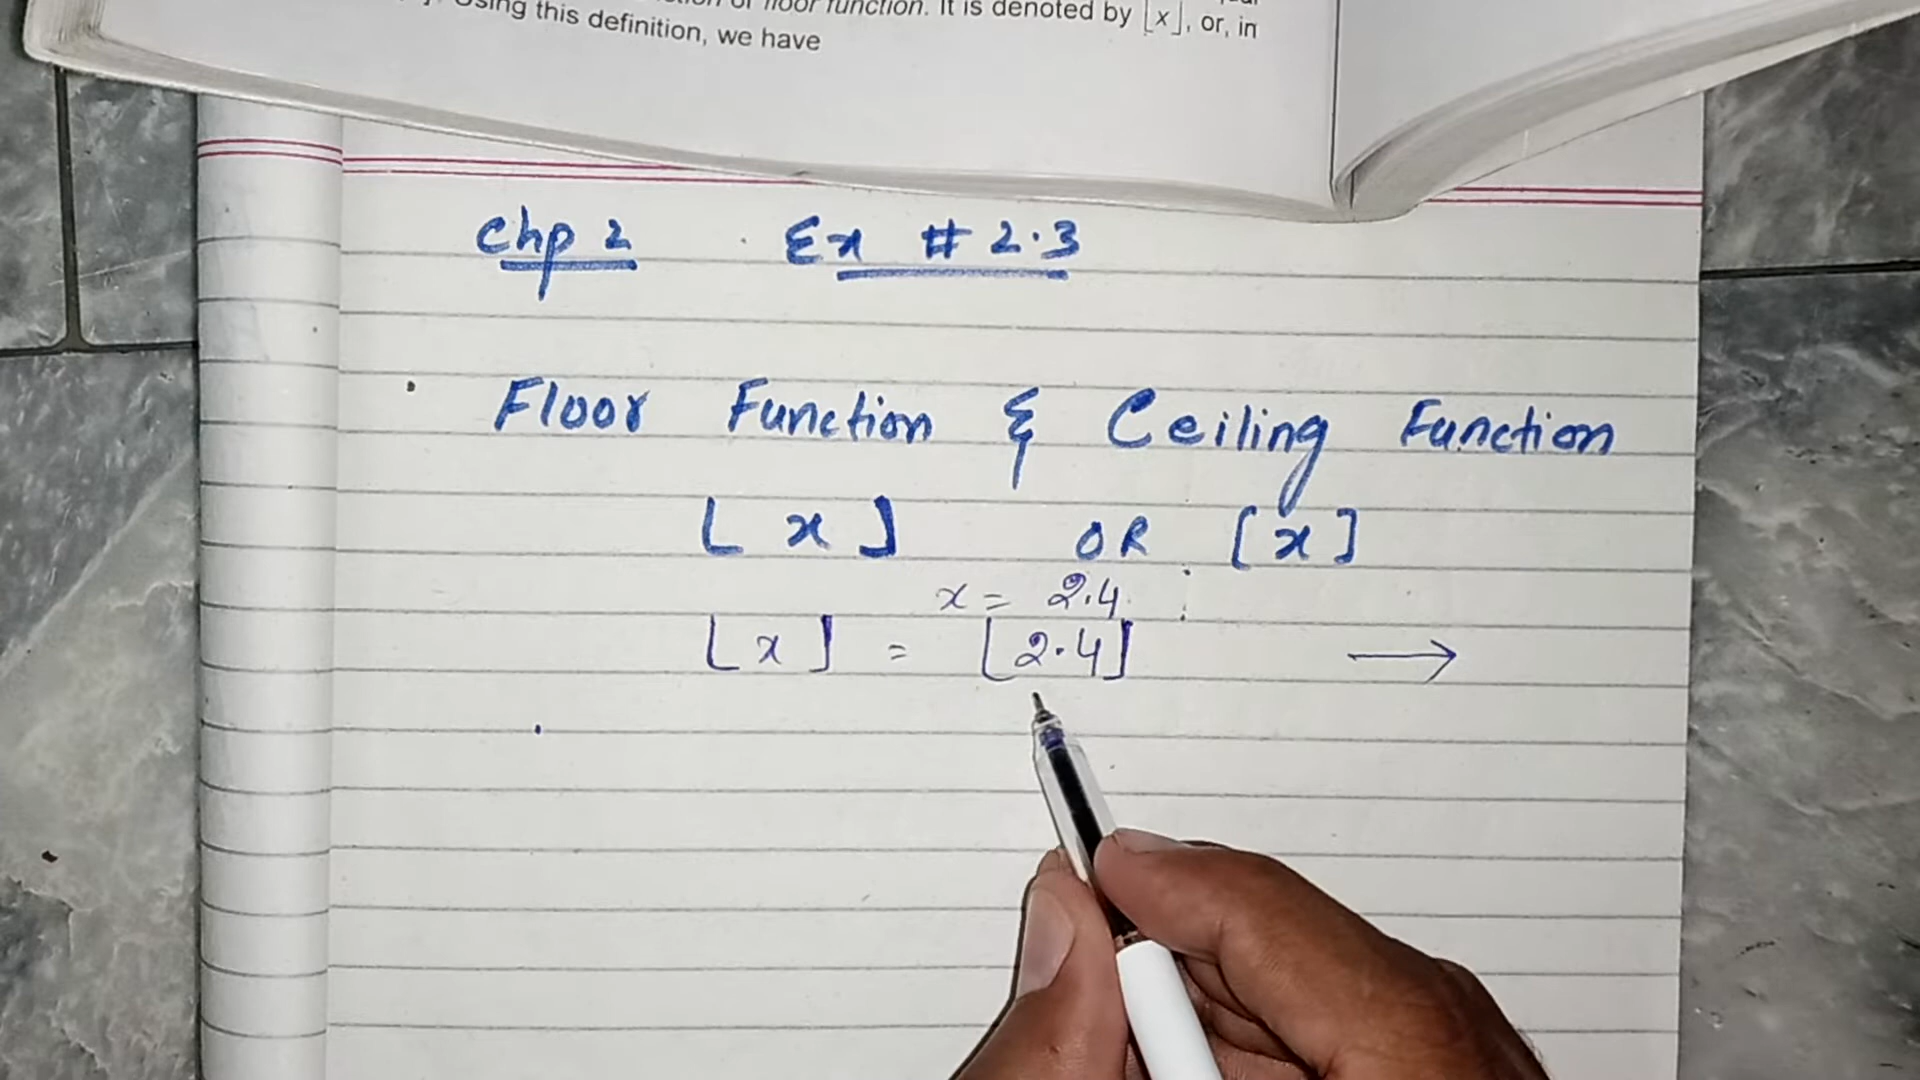 floor function. It is denoted by ⌊x⌋, or, in
Using this definition, we have
Chp 2 Ex # 2.3
Floor Function & Ceiling Function
⌊x⌋ OR [x]
x = 2.4
⌊x⌋ = ⌊2.4⌋ →